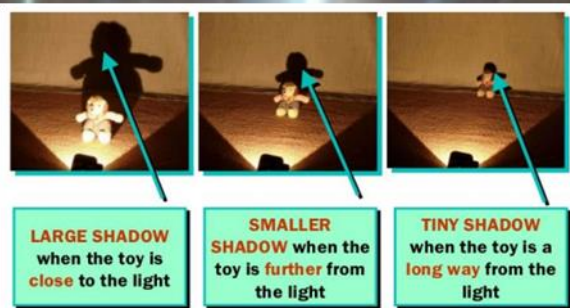 LARGE SHADOW
when the toy is
close to the light
SMALLER
SHADOW when the
toy is further from
the light
TINY SHADOW
when the toy is a
long way from the
light